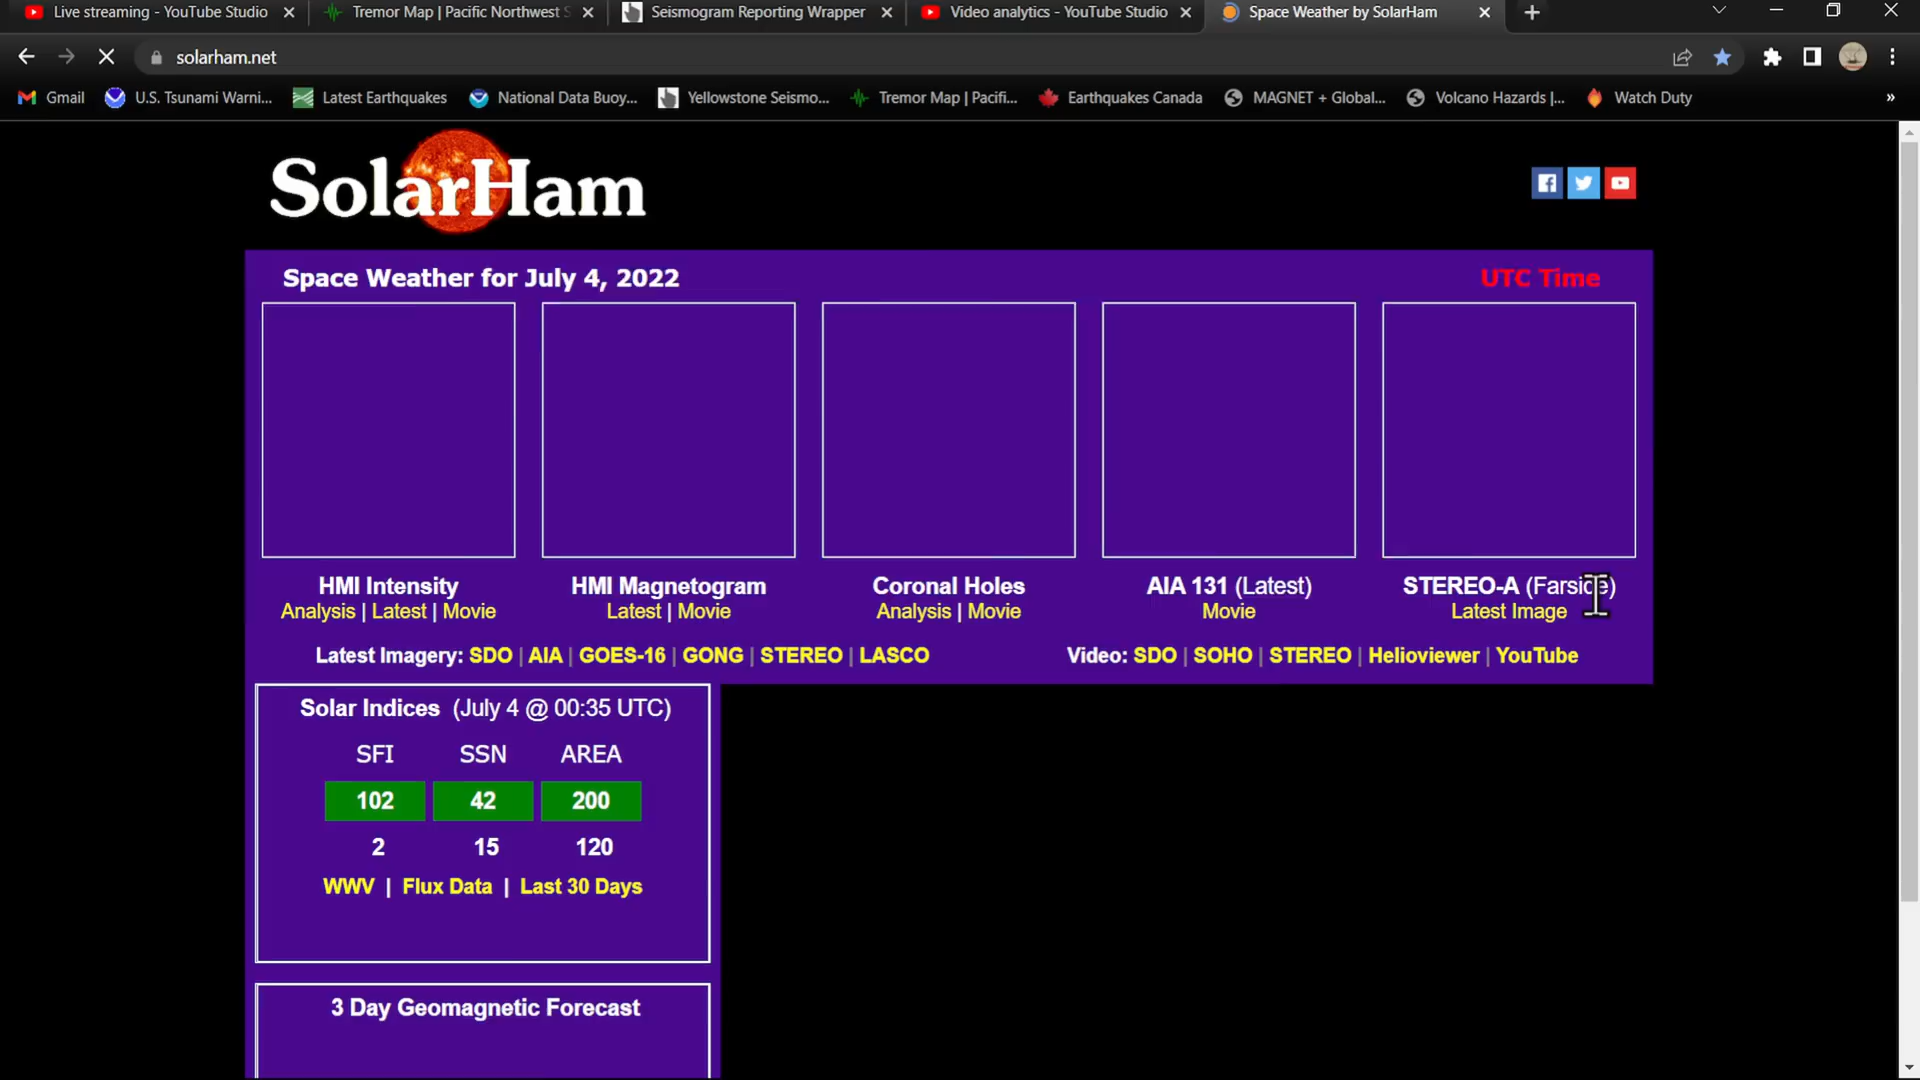 Live streaming - YouTube Studio
Tremor Map | Pacific Northwest S
Seismogram Reporting Wrapper
Video analytics - YouTube Studio
Space Weather by SolarHam
solarham.net
Gmail
U.S. Tsunami Warni...
Latest Earthquakes
National Data Buoy...
Yellowstone Seismo...
Tremor Map | Pacifi...
Earthquakes Canada
MAGNET + Global...
Volcano Hazards |...
Watch Duty
»
SolarHam
Space Weather for July 4, 2022
UTC Time
HMI Intensity
Analysis | Latest | Movie
HMI Magnetogram
Latest | Movie
Coronal Holes
Analysis | Movie
AIA 131 (Latest)
Movie
STEREO-A (Farside)
Latest Image
Latest Imagery: SDO | AIA | GOES-16 | GONG | STEREO | LASCO
Video: SDO | SOHO | STEREO | Helioviewer | YouTube
Solar Indices (July 4 @ 00:35 UTC)
SFI SSN AREA
102 42 200
2 15 120
WWV | Flux Data | Last 30 Days
3 Day Geomagnetic Forecast